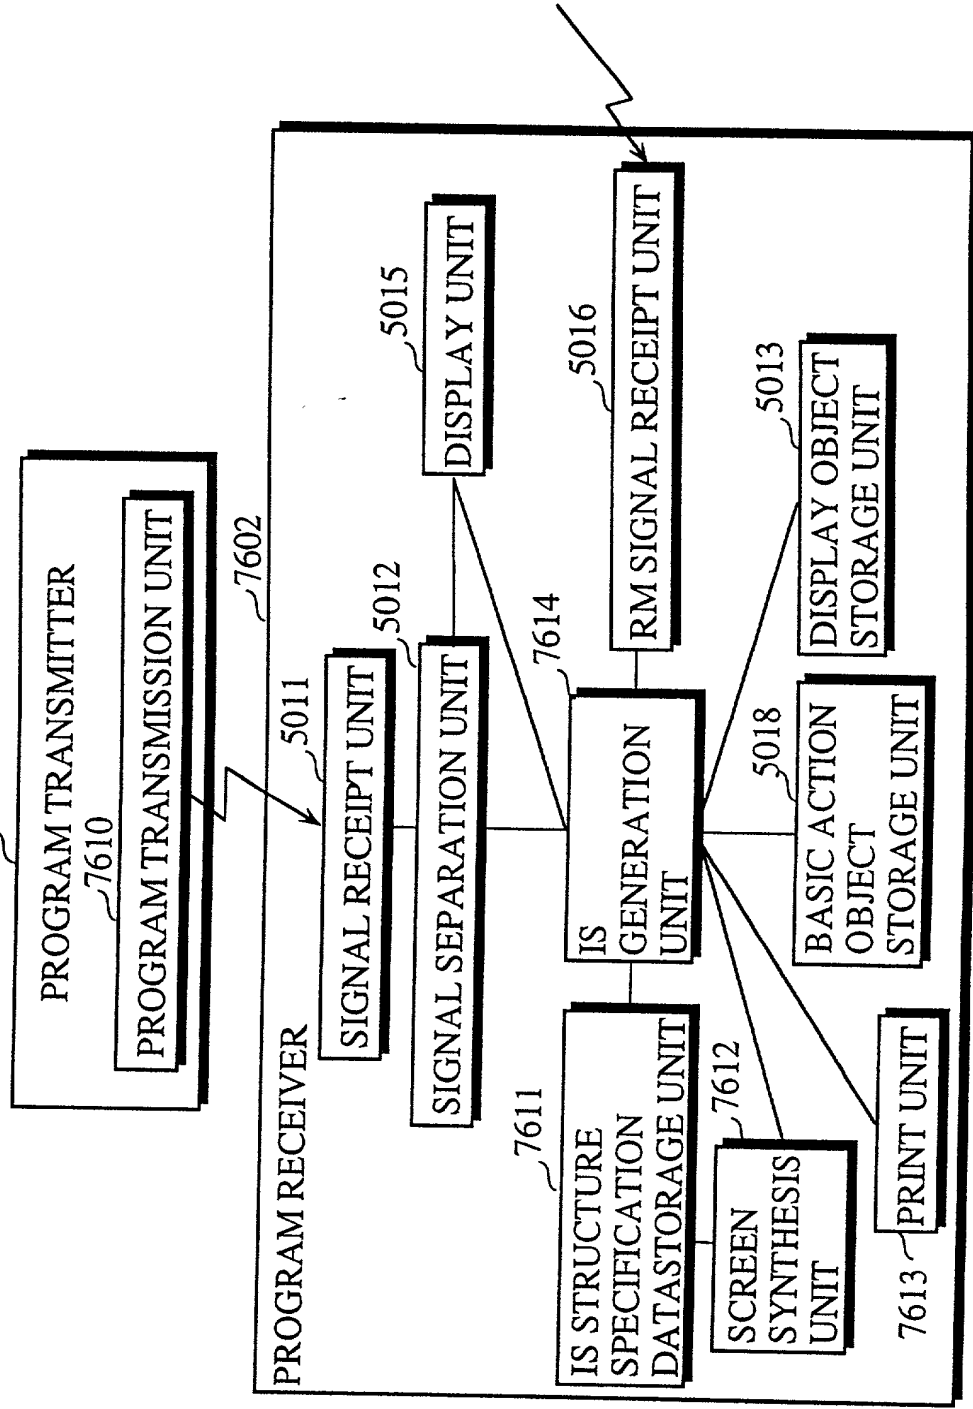 PROGRAM TRANSMITTER
7610
PROGRAM TRANSMISSION UNIT
7602
PROGRAM RECEIVER
5011
SIGNAL RECEIPT UNIT
5012
SIGNAL SEPARATION UNIT
5015
DISPLAY UNIT
7611
IS STRUCTURE
SPECIFICATION
DATASTORAGE UNIT
7614
IS
GENERATION
UNIT
5016
RM SIGNAL RECEIPT UNIT
7612
SCREEN
SYNTHESIS
UNIT
7613
PRINT UNIT
5018
BASIC ACTION
OBJECT
STORAGE UNIT
5013
DISPLAY OBJECT
STORAGE UNIT